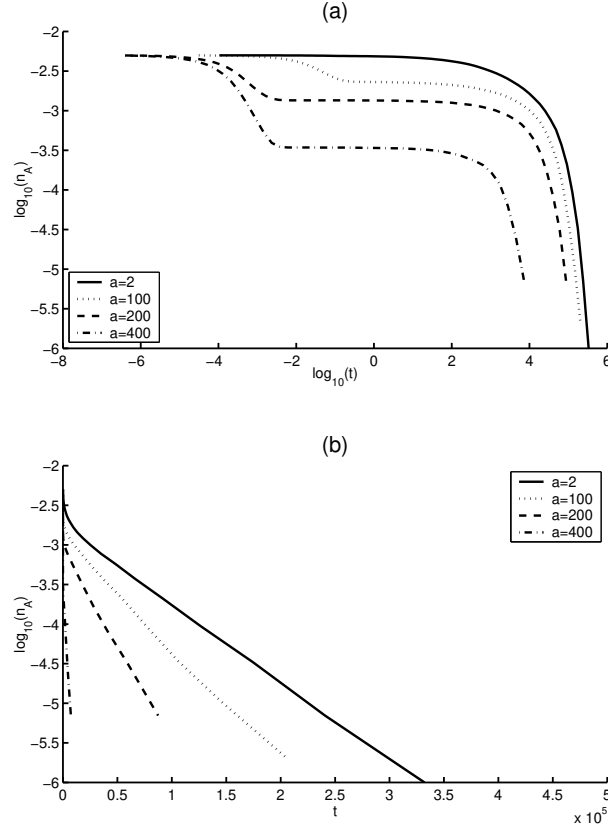 (a)
-2
-2.5
-3
-3.5
-4
-4.5
-5
-5.5
-6
log10(nA)
a=2
a=100
a=200
a=400
-8 -6 -4 -2 0 2 4 6
log10(t)
(b)
-2
-2.5
-3
-3.5
-4
-4.5
-5
-5.5
-6
log10(nA)
a=2
a=100
a=200
a=400
0 0.5 1 1.5 2 2.5 3 3.5 4 4.5 5
t
x 10^5